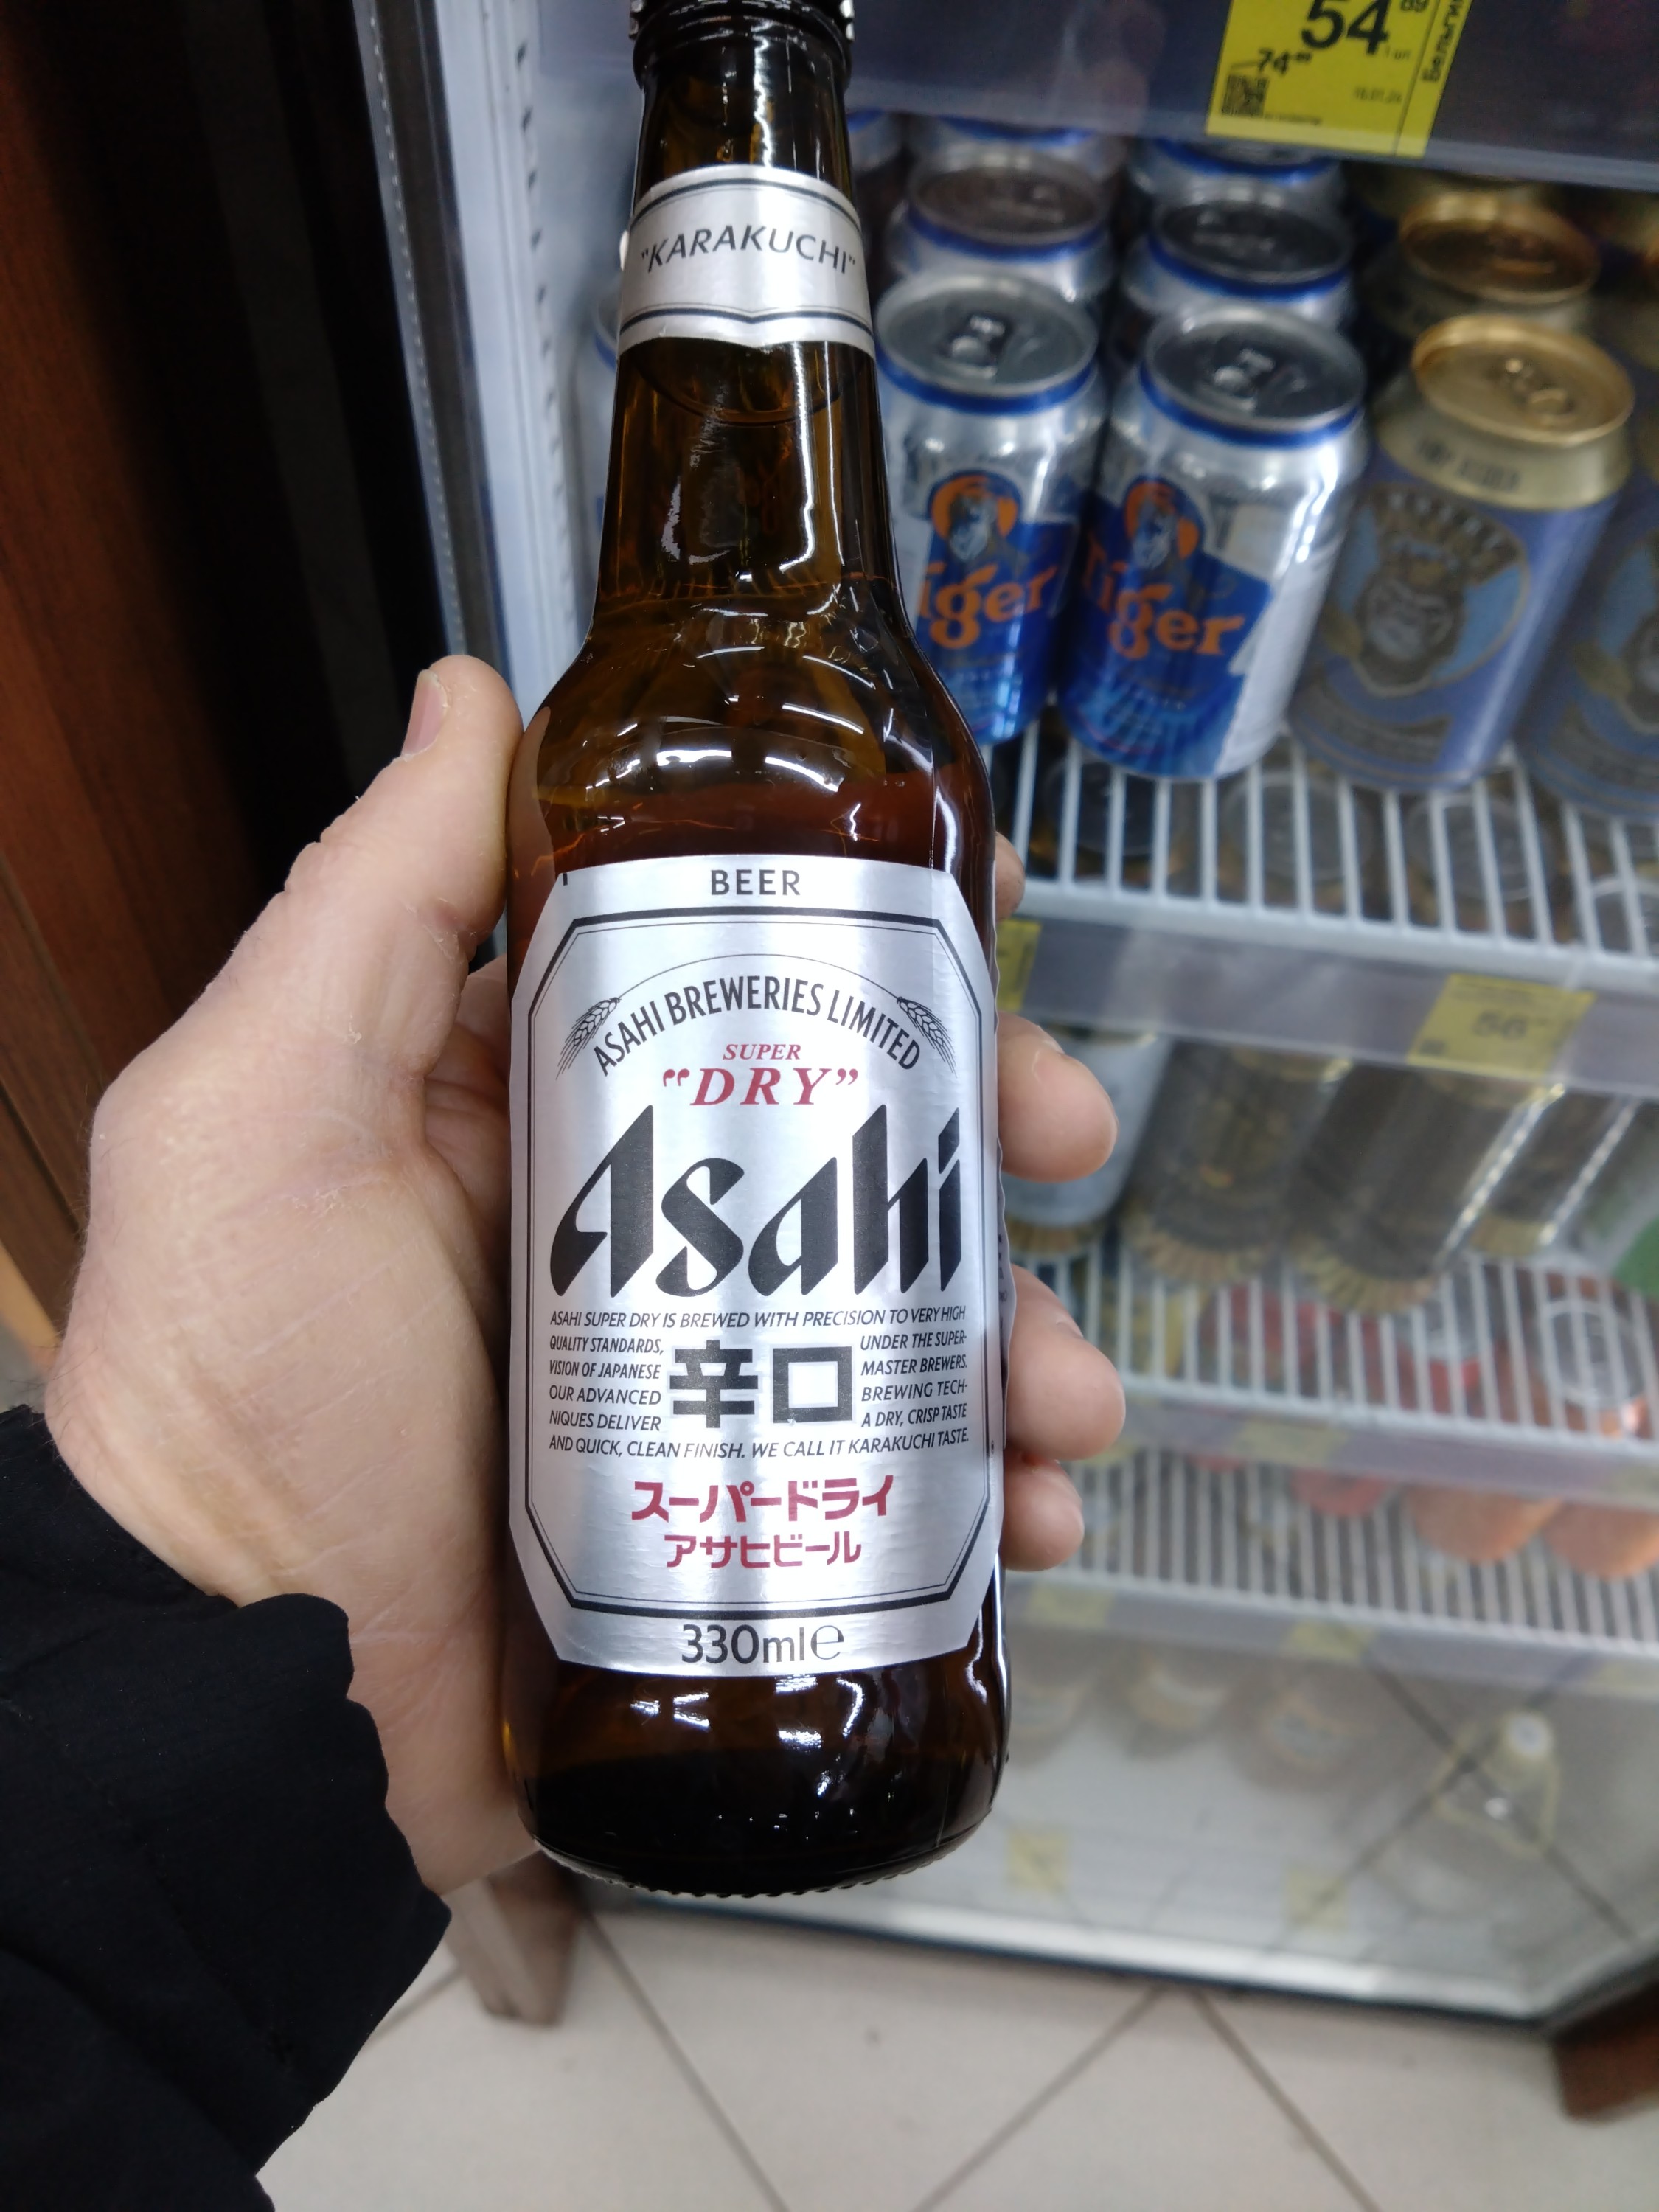 54 89
74
Бельгия
"KARAKUCHI"
Tiger
Tiger
BEER
ASAHI BREWERIES LIMITED
SUPER
"DRY"
Asahi
ASAHI SUPER DRY IS BREWED WITH PRECISION TO VERY HIGH
QUALITY STANDARDS, UNDER THE SUPER-
VISION OF JAPANESE MASTER BREWERS.
OUR ADVANCED BREWING TECH-
NIQUES DELIVER A DRY, CRISP TASTE
辛口
AND QUICK, CLEAN FINISH. WE CALL IT KARAKUCHI TASTE.
スーパードライ
アサヒビール
330ml℮